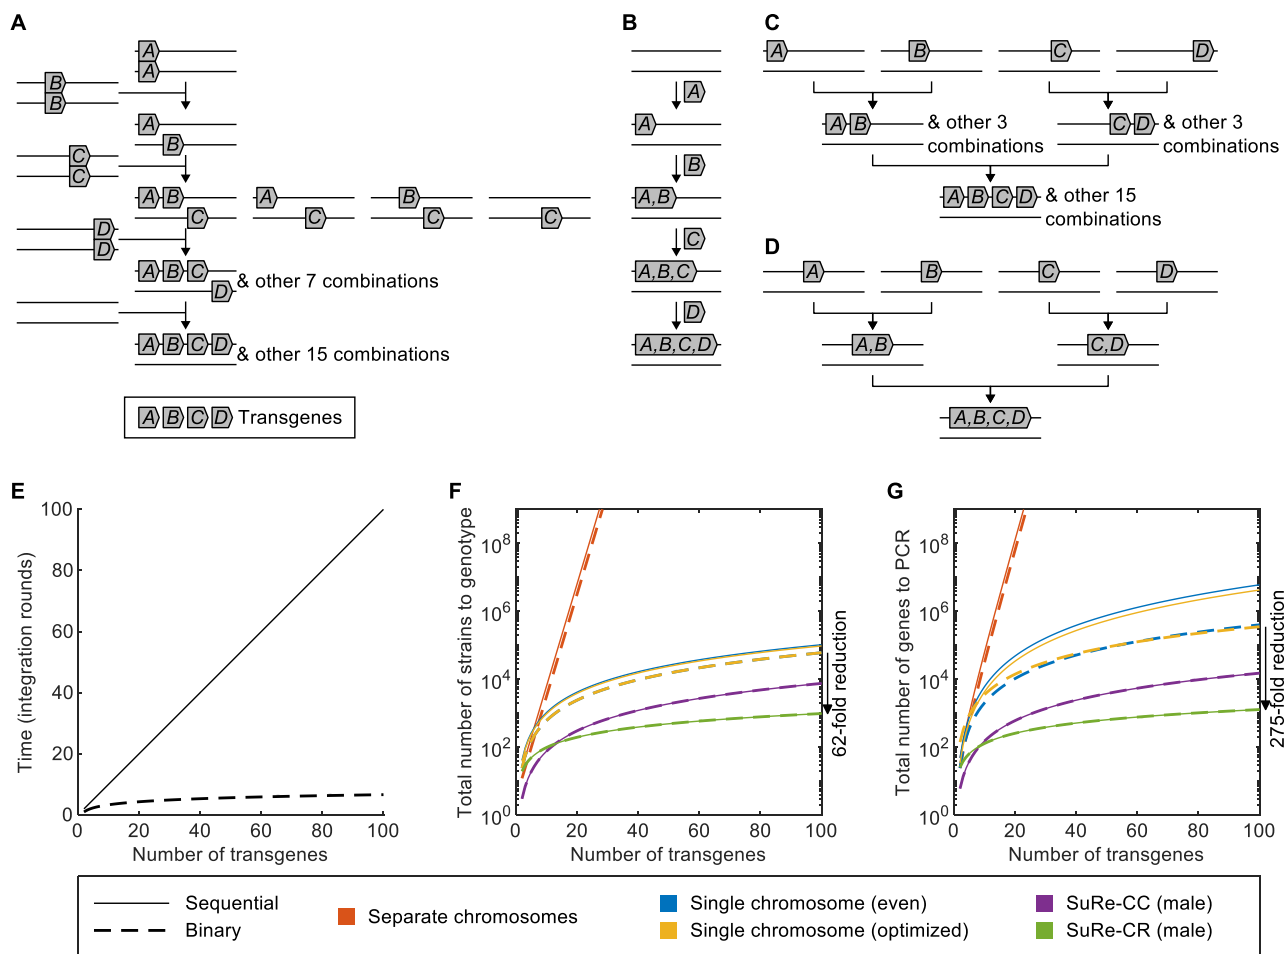 A
A
A
B
B
A
B
C
C
A B
C
A
C
B
C
C
D
D
A B C
D
& other 7 combinations
A B C D
& other 15 combinations
A B C D Transgenes
B
A
A
B
A,B
C
A,B,C
D
A,B,C,D
C
A
B
C
D
A B
& other 3
combinations
C D
& other 3
combinations
A B C D
& other 15
combinations
D
A
B
C
D
A,B
C,D
A,B,C,D
E
Time (integration rounds)
100
80
60
40
20
0
0 20 40 60 80 100
Number of transgenes
F
Total number of strains to genotype
10^8
10^6
10^4
10^2
10^0
0 20 40 60 80 100
Number of transgenes
62-fold reduction
G
Total number of genes to PCR
10^8
10^6
10^4
10^2
10^0
0 20 40 60 80 100
Number of transgenes
275-fold reduction
Sequential
Binary
Separate chromosomes
Single chromosome (even)
Single chromosome (optimized)
SuRe-CC (male)
SuRe-CR (male)